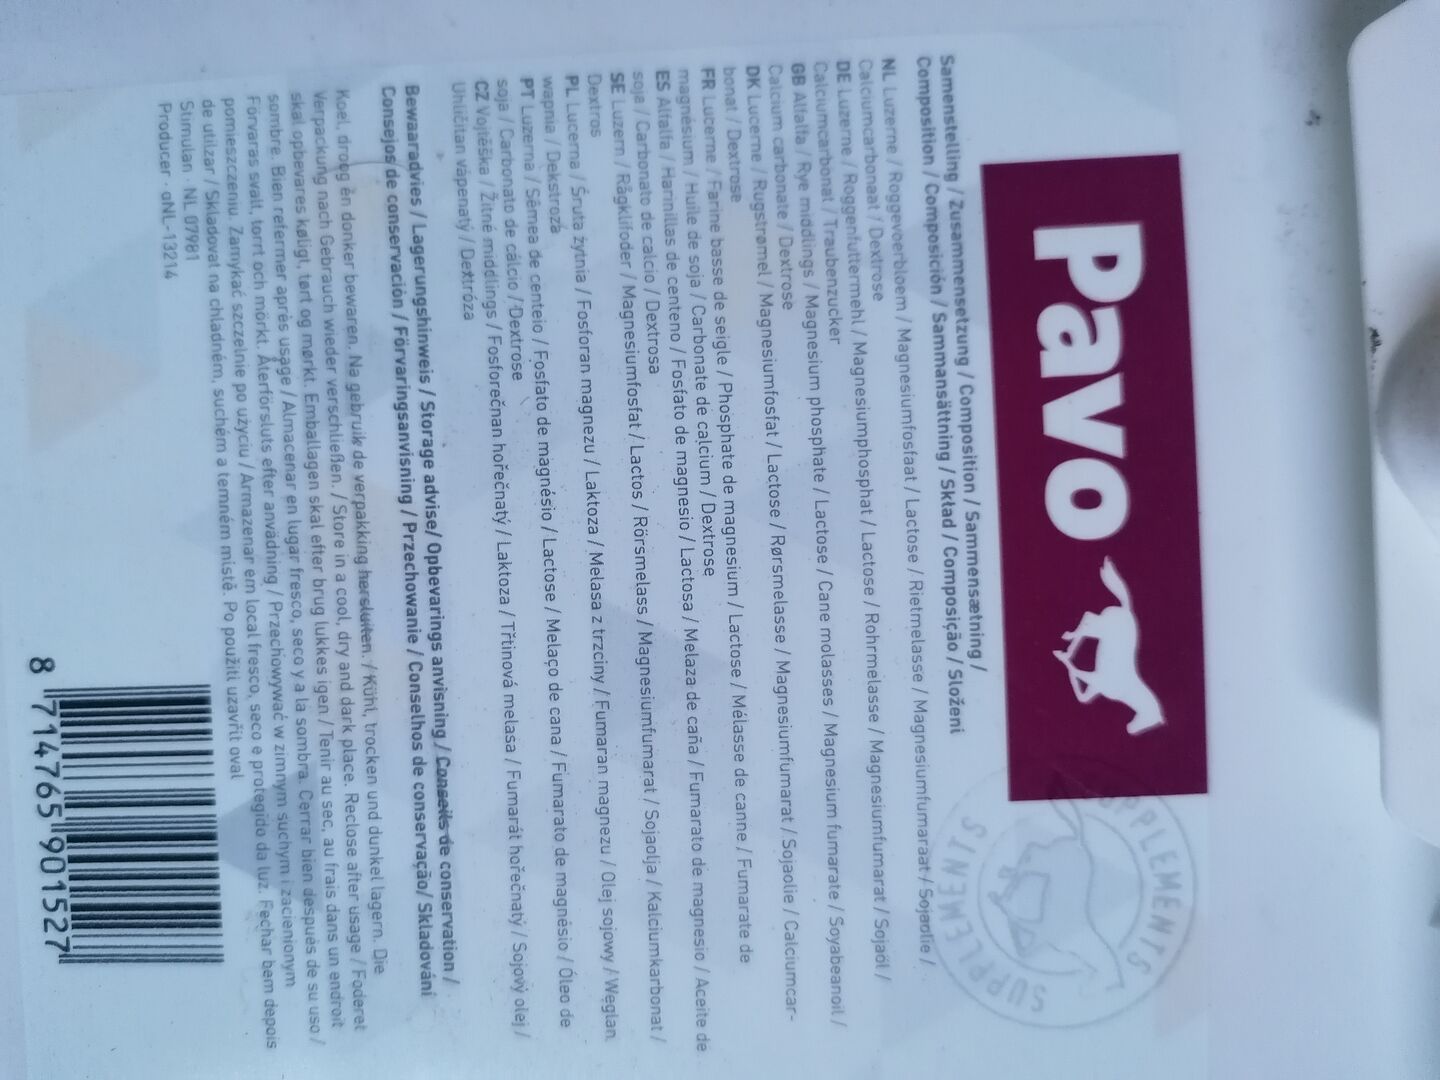 Pavo
SUPPLEMENTS
SUPPLEMENTS
Samenstelling / Zusammensetzung / Composition / Sammensætning /
Composition / Composición / Sammansättning / Skład / Composição / Složení
NL Luzerne / Roggevoerbloem / Magnesiumfosfaat / Lactose / Rietmelasse / Magnesiumfumaraat / Sojaolie /
Calciumcarbonaat / Dextrose
DE Luzerne / Roggenfuttermehl / Magnesiumphosphat / Lactose / Rohrmelasse / Magnesiumfumarat / Sojaöl /
Calciumcarbonat / Traubenzucker
GB Alfalfa / Rye middlings / Magnesium phosphate / Lactose / Cane molasses / Magnesium fumarate / Soyabeanoil /
Calcium carbonate / Dextrose
DK Lucerne / Rugstrømel / Magnesiumfosfat / Lactose / Rørsmelasse / Magnesiumfumarat / Sojaolie / Calciumcar-
bonat / Dextrose
FR Lucerne / Farine basse de seigle / Phosphate de magnesium / Lactose / Mélasse de canne / Fumarate de
magnésium / Huile de soja / Carbonate de calcium / Dextrose
ES Alfalfa / Harinillas de centeno / Fosfato de magnesio / Lactosa / Melaza de caña / Fumarato de magnesio / Aceite de
soja / Carbonato de calcio / Dextrosa
SE Luzern / Rågklifoder / Magnesiumfosfat / Lactos / Rörsmelass / Magnesiumfumarat / Sojaolja / Kalciumkarbonat /
Dextros
PL Lucerna / Śruta żytnia / Fosforan magnezu / Laktoza / Melasa z trzciny / Fumaran magnezu / Olej sojowy / Węglan
wapnia / Dekstroza
PT Luzerna / Sêmea de centeio / Fosfato de magnésio / Lactose / Melaço de cana / Fumarato de magnésio / Óleo de
soja / Carbonato de cálcio / Dextrose
CZ Vojtěška / Žitné middlings / Fosforečnan hořečnatý / Laktoza / Třtinová melasa / Fumarát hořečnatý / Sojový olej /
Uhličitan vápenatý / Dextróza
Bewaaradvies / Lagerungshinweis / Storage advise/ Opbevarings anvisning / Conseils de conservation /
Consejos de conservación / Förvaringsanvisning / Przechowanie / Conselhos de conservação/ Skladování
Koel, droog en donker bewaren. Na gebruik de verpakking hersluiten. / Kühl, trocken und dunkel lagern. Die
Verpackung nach Gebrauch wieder verschließen. / Store in a cool, dry and dark place. Reclose after usage / Foderet
skal opbevares køligt, tørt og mørkt. Emballagen skal efter brug lukkes igen / Tenir au sec, au frais dans un endroit
sombre. Bien refermer après usage / Almacenar en lugar fresco, seco y a la sombra. Cerrar bien después de su uso /
Förvaras svalt, torrt och mörkt. Återförsluts efter användning / Przechowywać w zimnym suchym i zacienionym
pomieszczeniu. Zamykać szczelnie po użyciu / Armazenar em local fresco, seco e protegido da luz. Fechar bem depois
de utilizar / Skladovat na chladném, suchém a temném místě. Po použití uzavřít oval
Stimulan NL 07981
Producer · αNL-13214
8 714765 901527